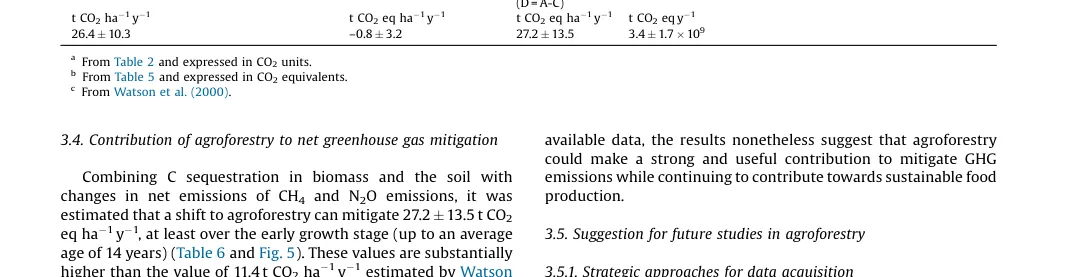 (D=A-C)
t CO₂ ha⁻¹ y⁻¹ t CO₂ eq ha⁻¹ y⁻¹ t CO₂ eq ha⁻¹ y⁻¹ t CO₂ eq y⁻¹
26.4 ± 10.3 −0.8 ± 3.2 27.2 ± 13.5 3.4 ± 1.7 × 10⁹
ᵃ From Table 2 and expressed in CO₂ units.
ᵇ From Table 5 and expressed in CO₂ equivalents.
ᶜ From Watson et al. (2000).
3.4. Contribution of agroforestry to net greenhouse gas mitigation
Combining C sequestration in biomass and the soil with
changes in net emissions of CH₄ and N₂O emissions, it was
estimated that a shift to agroforestry can mitigate 27.2 ± 13.5 t CO₂
eq ha⁻¹ y⁻¹, at least over the early growth stage (up to an average
age of 14 years) (Table 6 and Fig. 5). These values are substantially
higher than the value of 11.4 t CO₂ ha⁻¹ y⁻¹ estimated by Watson
available data, the results nonetheless suggest that agroforestry
could make a strong and useful contribution to mitigate GHG
emissions while continuing to contribute towards sustainable food
production.
3.5. Suggestion for future studies in agroforestry
3.5.1. Strategic approaches for data acquisition